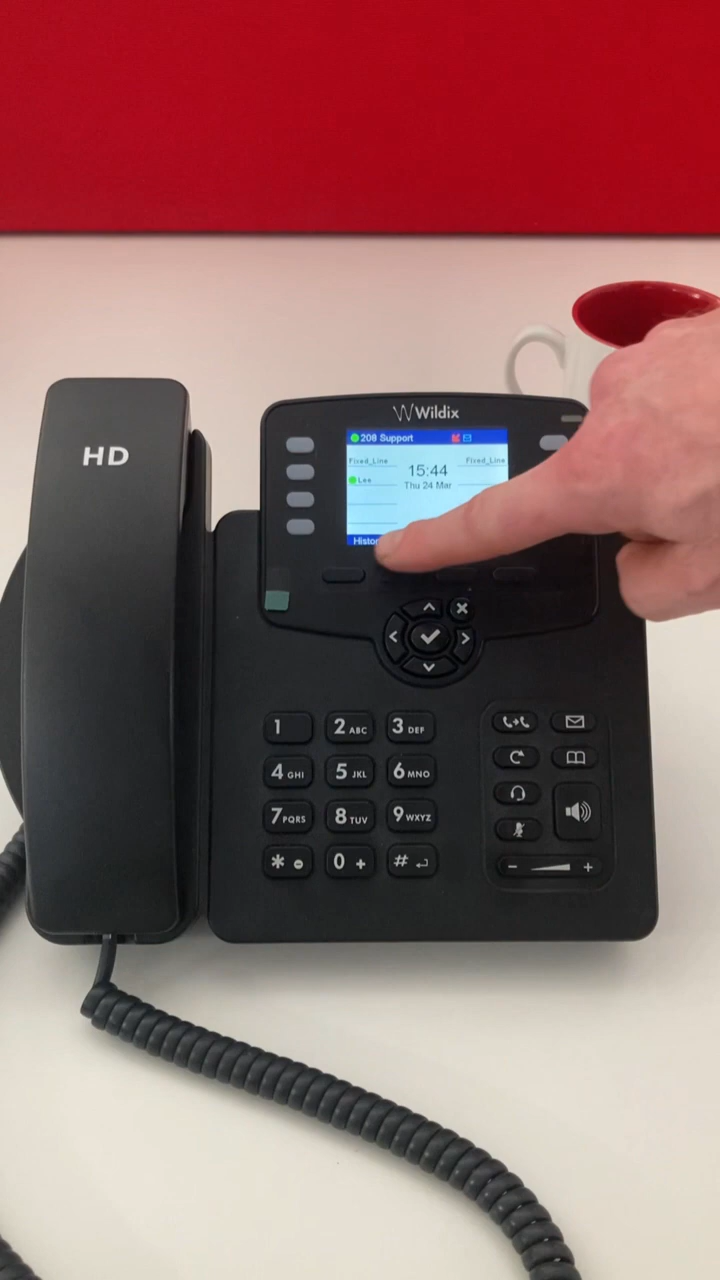 Wildix
HD
208 Support
Fixed_Line
Fixed_Line
15:44
Lee
Thu 24 Mar
1
2 ABC
3 DEF
4 GHI
5 JKL
6 MNO
7 PQRS
8 TUV
9 WXYZ
*
0 +
#
- +